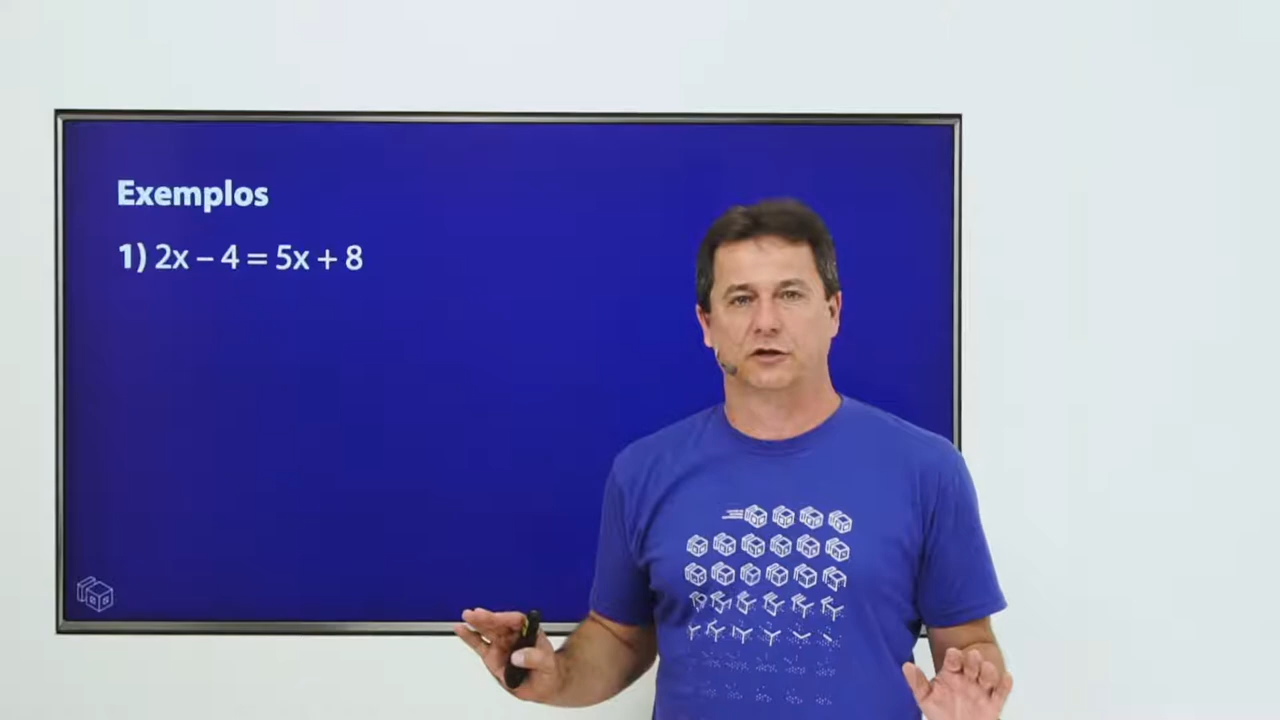 Exemplos
1) 2x – 4 = 5x + 8